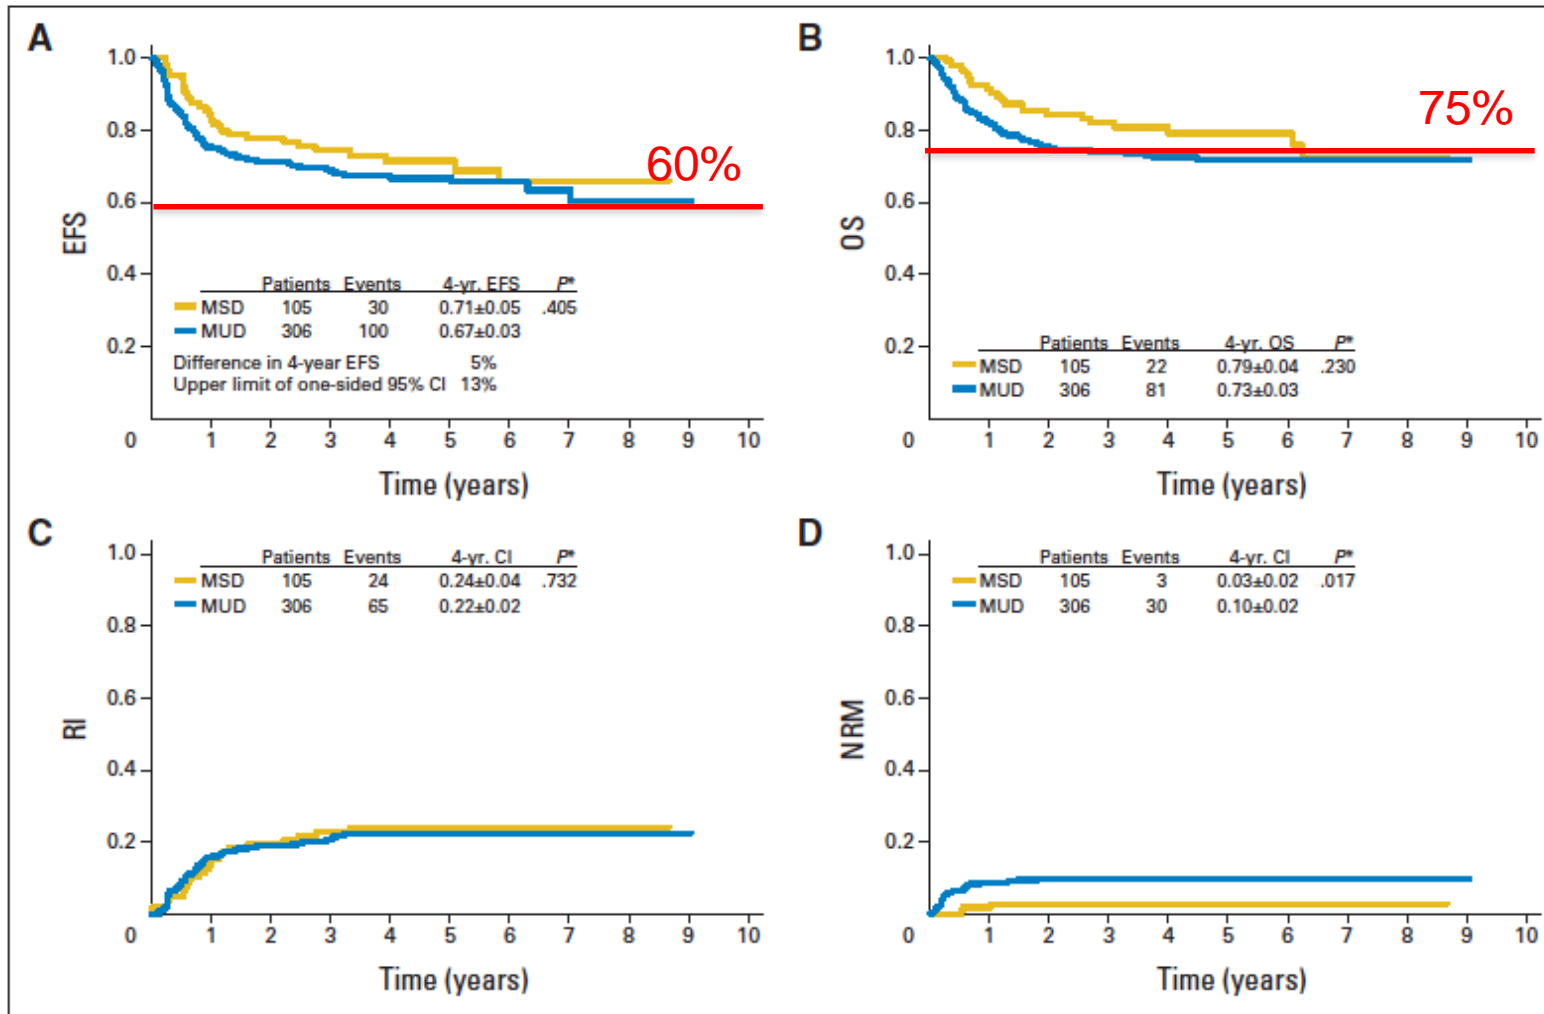 A
1.0
0.8
0.6
0.4
0.2
0
EFS
60%
Patients Events 4-yr. EFS P*
MSD 105 30 0.71±0.05 .405
MUD 306 100 0.67±0.03
Difference in 4-year EFS 5%
Upper limit of one-sided 95% CI 13%
1 2 3 4 5 6 7 8 9 10
Time (years)
B
1.0
0.8
0.6
0.4
0.2
0
OS
75%
Patients Events 4-yr. OS P*
MSD 105 22 0.79±0.04 .230
MUD 306 81 0.73±0.03
1 2 3 4 5 6 7 8 9 10
Time (years)
C
1.0
0.8
0.6
0.4
0.2
0
RI
Patients Events 4-yr. CI P*
MSD 105 24 0.24±0.04 .732
MUD 306 65 0.22±0.02
1 2 3 4 5 6 7 8 9 10
Time (years)
D
1.0
0.8
0.6
0.4
0.2
0
NRM
Patients Events 4-yr. CI P*
MSD 105 3 0.03±0.02 .017
MUD 306 30 0.10±0.02
1 2 3 4 5 6 7 8 9 10
Time (years)